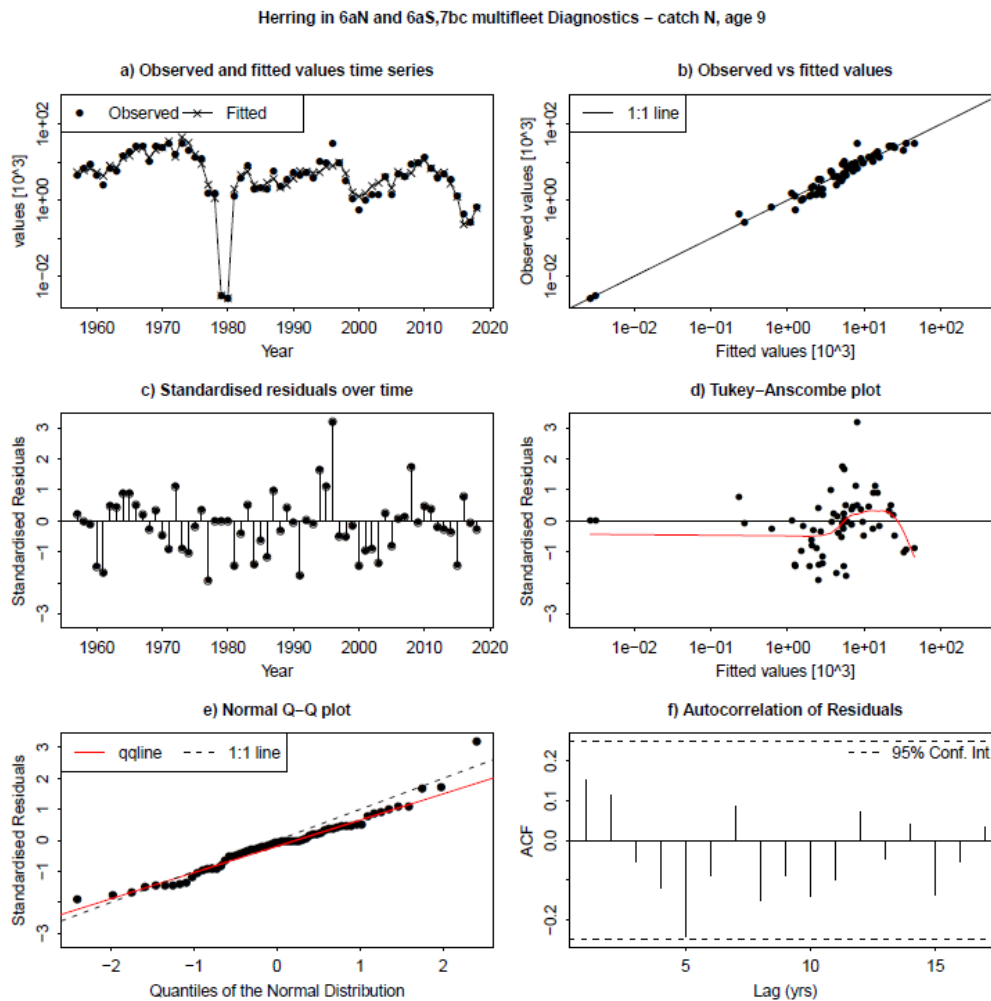 Herring in 6aN and 6aS,7bc multifleet Diagnostics − catch N, age 9
a) Observed and fitted values time series
Observed
Fitted
values [10^3]
1e+02
1e+00
1e−02
1960
1970
1980
1990
2000
2010
2020
Year
b) Observed vs fitted values
1:1 line
Observed values [10^3]
1e+02
1e+00
1e−02
1e−02
1e−01
1e+00
1e+01
1e+02
Fitted values [10^3]
c) Standardised residuals over time
Standardised Residuals
3
1
0
−1
−3
1960
1970
1980
1990
2000
2010
2020
Year
d) Tukey−Anscombe plot
Standardised Residuals
3
1
0
−1
−3
1e−02
1e−01
1e+00
1e+01
1e+02
Fitted values [10^3]
e) Normal Q−Q plot
qqline
1:1 line
Standardised Residuals
3
2
1
0
−1
−3
−2
−1
0
1
2
Quantiles of the Normal Distribution
f) Autocorrelation of Residuals
95% Conf. Int
ACF
0.2
0.1
0.0
−0.2
5
10
15
Lag (yrs)